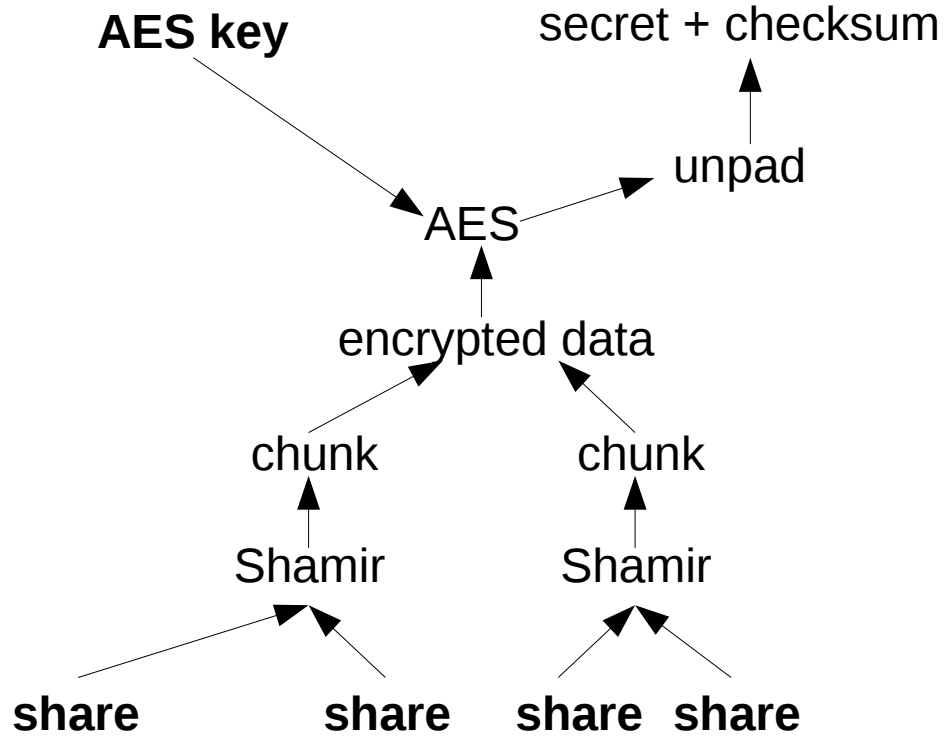 AES key
secret + checksum
unpad
AES
encrypted data
chunk chunk
Shamir Shamir
share share share share